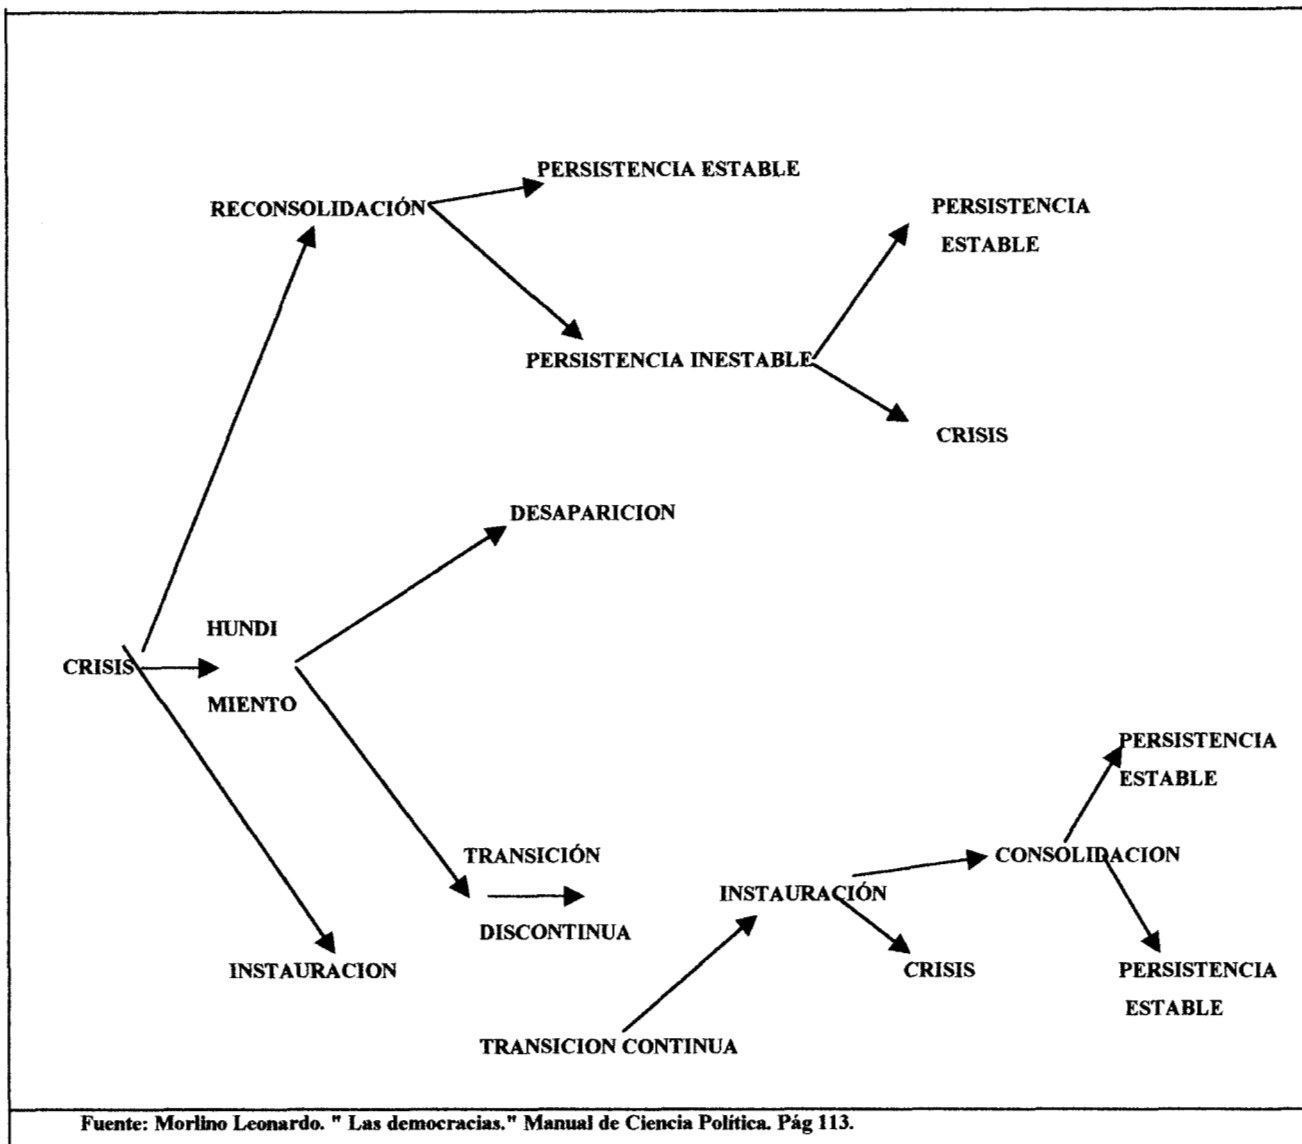 PERSISTENCIA ESTABLE
RECONSOLIDACIÓN
PERSISTENCIA
ESTABLE
PERSISTENCIA INESTABLE
CRISIS
DESAPARICION
HUNDI
CRISIS
MIENTO
PERSISTENCIA
ESTABLE
TRANSICIÓN
CONSOLIDACION
INSTAURACIÓN
DISCONTINUA
INSTAURACION
CRISIS
PERSISTENCIA
ESTABLE
TRANSICION CONTINUA
Fuente: Morlino Leonardo. " Las democracias." Manual de Ciencia Política. Pág 113.